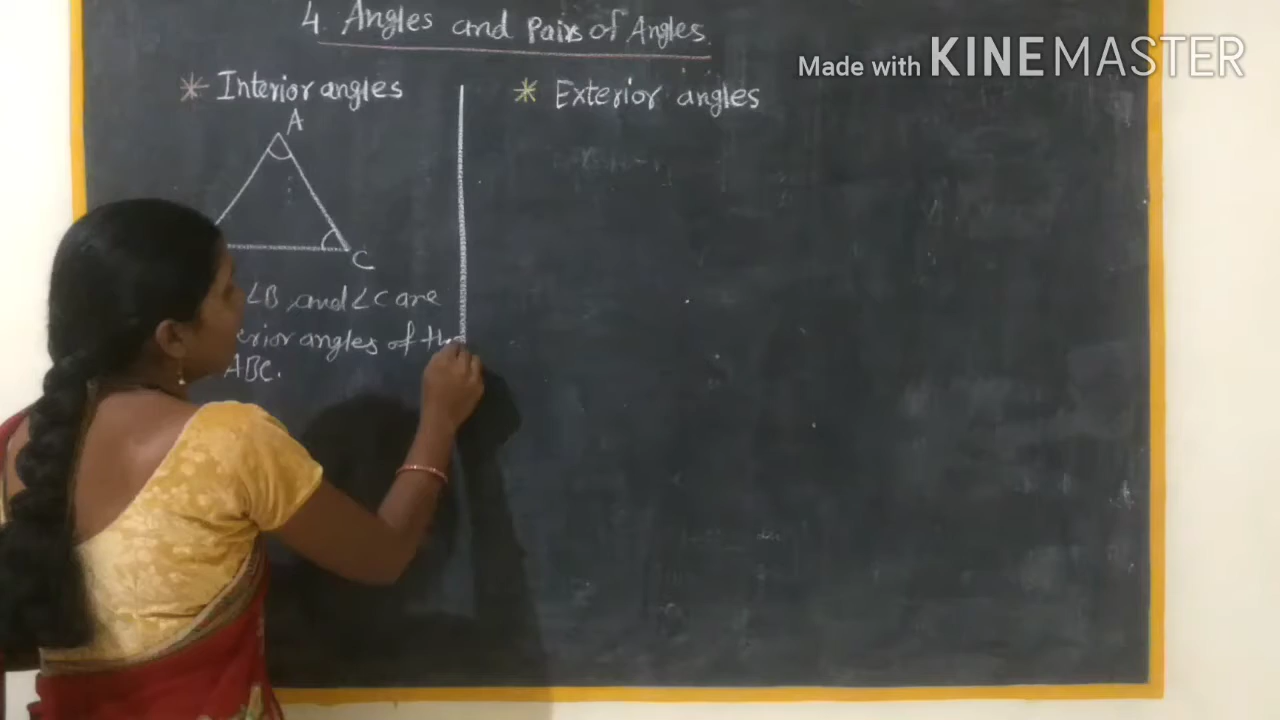 4. Angles and Pairs of Angles.
Made with KINEMASTER
* Interior angles
A
C
∠B and ∠C are
erior angles of the
ABC.
* Exterior angles